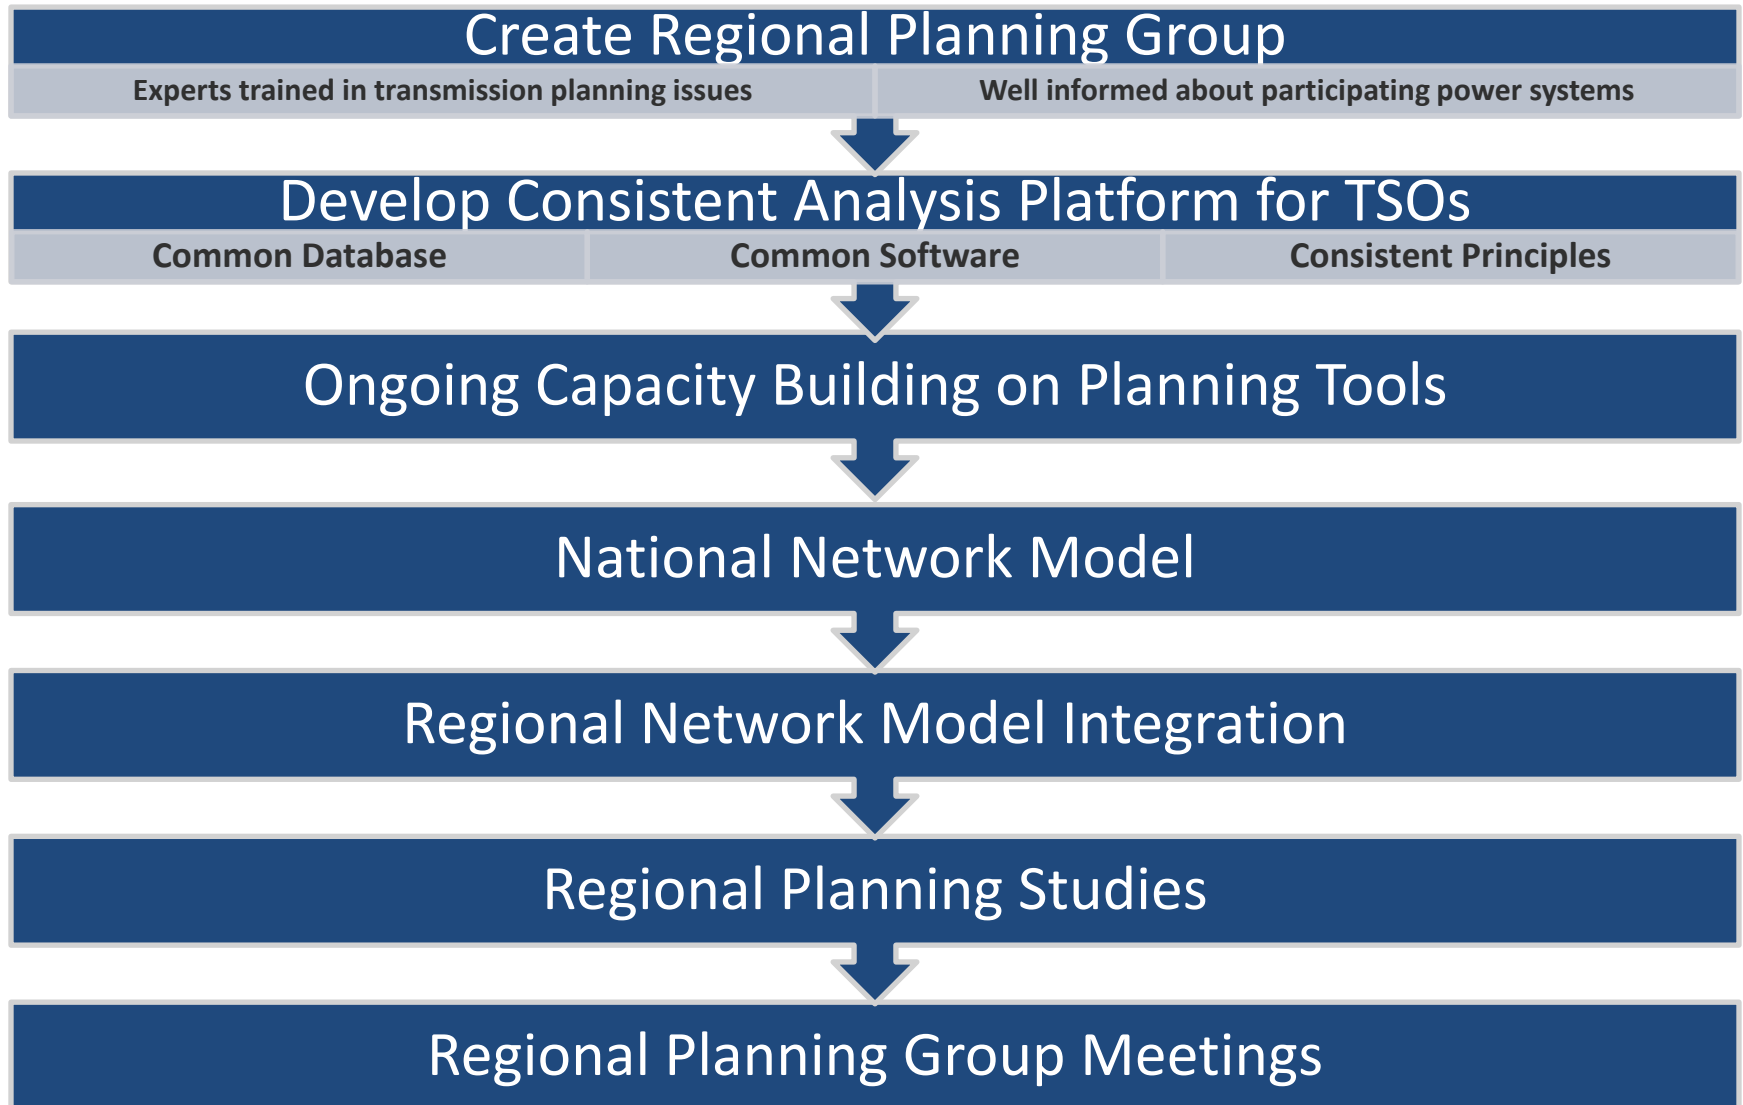 Create Regional Planning Group
Experts trained in transmission planning issues
Well informed about participating power systems
Develop Consistent Analysis Platform for TSOs
Common Database
Common Software
Consistent Principles
Ongoing Capacity Building on Planning Tools
National Network Model
Regional Network Model Integration
Regional Planning Studies
Regional Planning Group Meetings